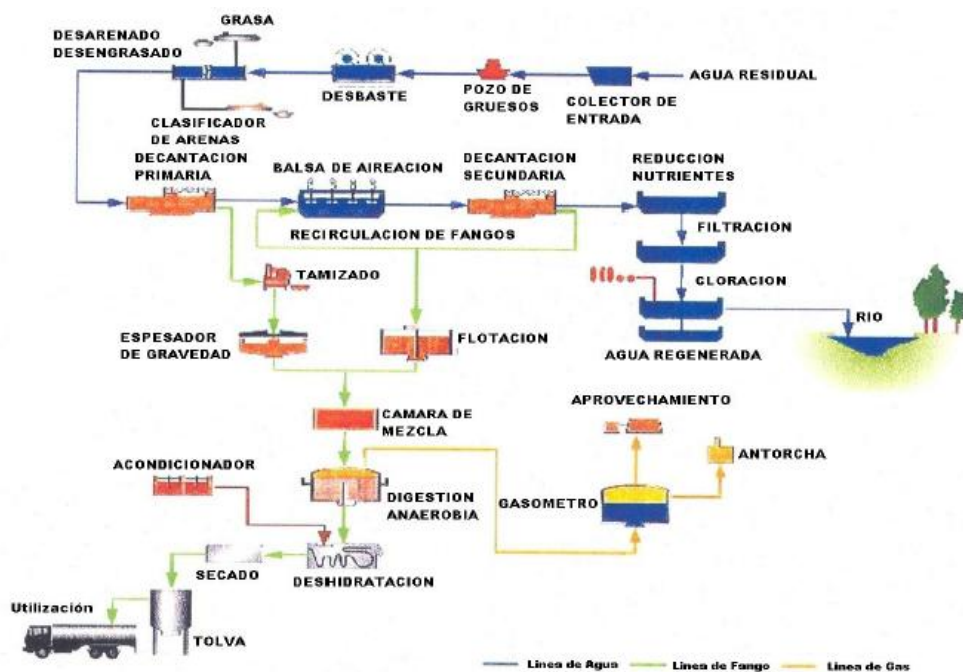 GRASA
DESARENADO
DESENGRASADO
DESBASTE
POZO DE
GRUESOS
COLECTOR DE
ENTRADA
AGUA RESIDUAL
CLASIFICADOR
DE ARENAS
DECANTACION
PRIMARIA
BALSA DE AIREACION
DECANTACION
SECUNDARIA
REDUCCION
NUTRIENTES
RECIRCULACION DE FANGOS
FILTRACION
TAMIZADO
CLORACION
ESPESADOR
DE GRAVEDAD
FLOTACION
AGUA REGENERADA
RIO
CAMARA DE
MEZCLA
APROVECHAMIENTO
ANTORCHA
ACONDICIONADOR
DIGESTION
ANAEROBIA
GASOMETRO
SECADO
DESHIDRATACION
Utilización
TOLVA
Linea de Agua
Linea de Fango
Linea de Gas